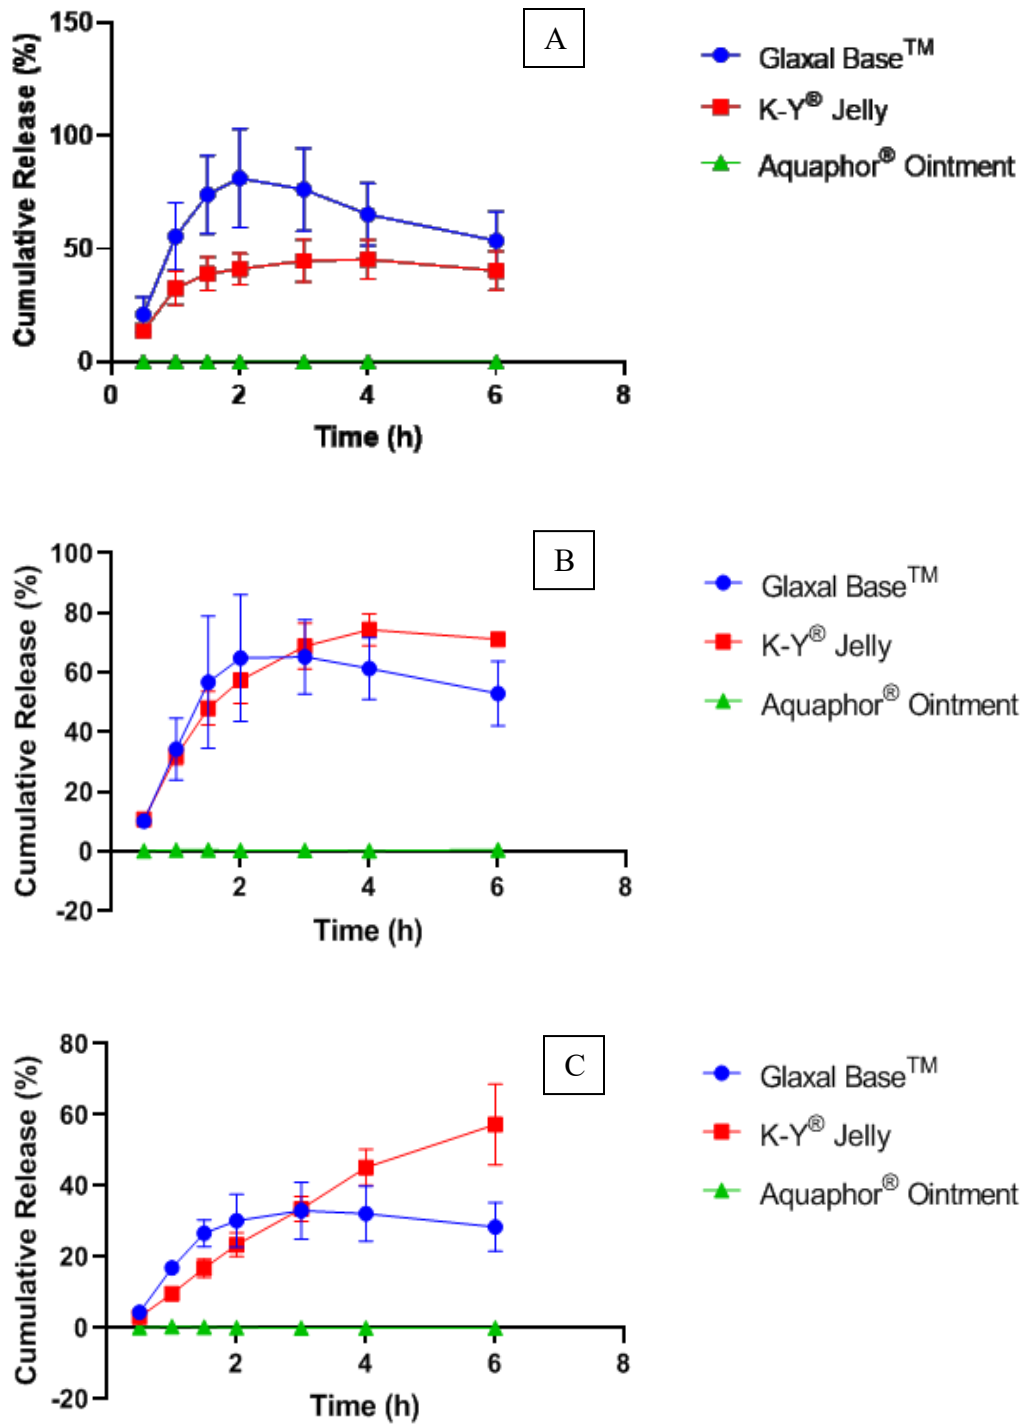 A
150
100
50
0
Cumulative Release (%)
0 2 4 6 8
Time (h)
Glaxal Base™
K-Y® Jelly
Aquaphor® Ointment
B
100
80
60
40
20
0
-20
Cumulative Release (%)
2 4 6 8
Time (h)
Glaxal Base™
K-Y® Jelly
Aquaphor® Ointment
C
80
60
40
20
0
-20
Cumulative Release (%)
2 4 6 8
Time (h)
Glaxal Base™
K-Y® Jelly
Aquaphor® Ointment